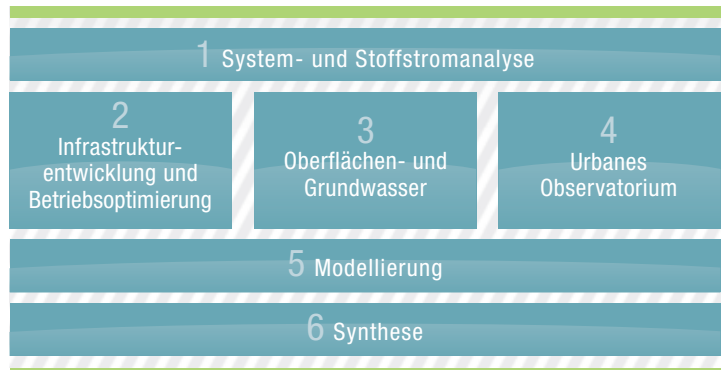 1 System- und Stoffstromanalyse
2
Infrastruktur-
entwicklung und
Betriebsoptimierung
3
Oberflächen- und
Grundwasser
4
Urbanes
Observatorium
5 Modellierung
6 Synthese